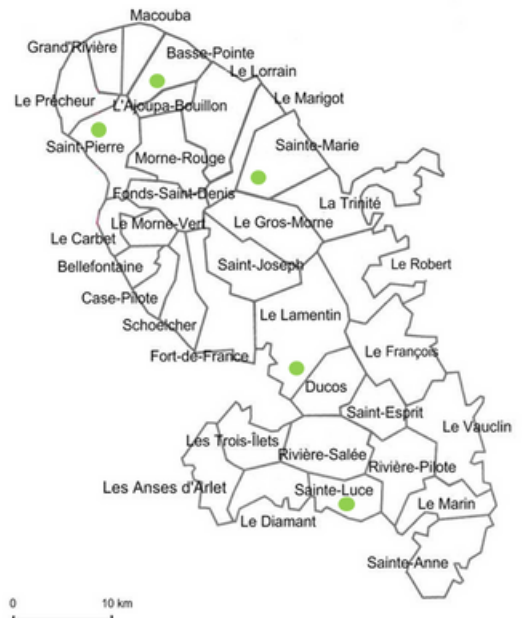 Macouba
Grand'Rivière
Basse-Pointe
Le Lorrain
Le Prêcheur
L'Ajoupa-Bouillon
Le Marigot
Saint-Pierre
Sainte-Marie
Morne-Rouge
Fonds-Saint-Denis
La Trinité
Le Morne-Vert
Le Gros-Morne
Le Carbet
Bellefontaine
Saint-Joseph
Le Robert
Case-Pilote
Le Lamentin
Schoelcher
Fort-de-France
Le François
Ducos
Saint-Esprit
Le Vauclin
Les Trois-Îlets
Rivière-Salée
Rivière-Pilote
Les Anses d'Arlet
Sainte-Luce
Le Marin
Le Diamant
Sainte-Anne
0 10 km